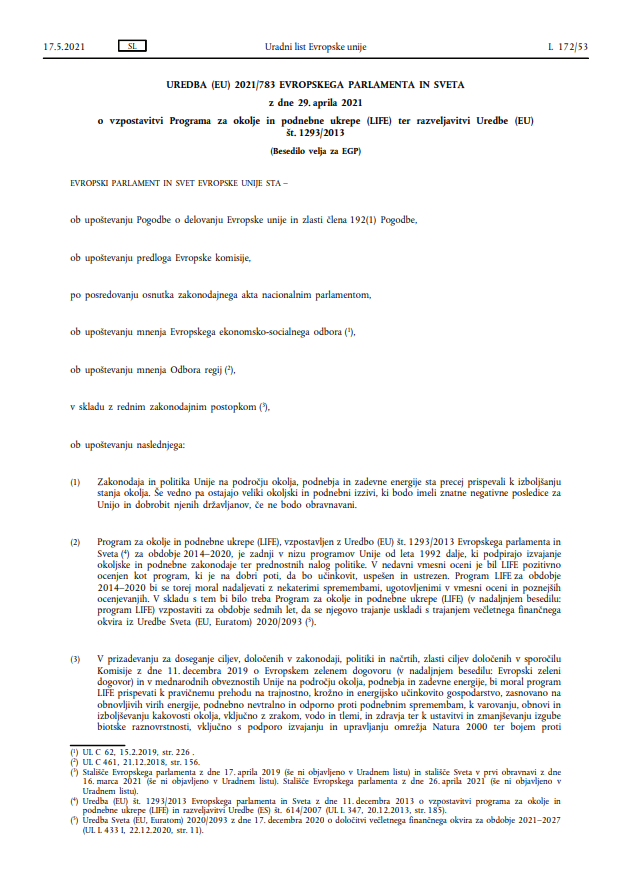 17.5.2021 SL Uradni list Evropske unije L 172/53
UREDBA (EU) 2021/783 EVROPSKEGA PARLAMENTA IN SVETA
z dne 29. aprila 2021
o vzpostavitvi Programa za okolje in podnebne ukrepe (LIFE) ter razveljavitvi Uredbe (EU)
št. 1293/2013
(Besedilo velja za EGP)
EVROPSKI PARLAMENT IN SVET EVROPSKE UNIJE STA –
ob upoštevanju Pogodbe o delovanju Evropske unije in zlasti člena 192(1) Pogodbe,
ob upoštevanju predloga Evropske komisije,
po posredovanju osnutka zakonodajnega akta nacionalnim parlamentom,
ob upoštevanju mnenja Evropskega ekonomsko-socialnega odbora (1),
ob upoštevanju mnenja Odbora regij (2),
v skladu z rednim zakonodajnim postopkom (3),
ob upoštevanju naslednjega:
(1) Zakonodaja in politika Unije na področju okolja, podnebja in zadevne energije sta precej prispevali k izboljšanju
stanja okolja. Še vedno pa ostajajo veliki okoljski in podnebni izzivi, ki bodo imeli znatne negativne posledice za
Unijo in dobrobit njenih državljanov, če ne bodo obravnavani.
(2) Program za okolje in podnebne ukrepe (LIFE), vzpostavljen z Uredbo (EU) št. 1293/2013 Evropskega parlamenta in
Sveta (4) za obdobje 2014–2020, je zadnji v nizu programov Unije od leta 1992 dalje, ki podpirajo izvajanje
okoljske in podnebne zakonodaje ter prednostnih nalog politike. V nedavni vmesni oceni je bil LIFE pozitivno
ocenjen kot program, ki je na dobri poti, da bo učinkovit, uspešen in ustrezen. Program LIFE za obdobje
2014–2020 bi se torej moral nadaljevati z nekaterimi spremembami, ugotovljenimi v vmesni oceni in poznejših
ocenjevanjih. V skladu s tem bi bilo treba Program za okolje in podnebne ukrepe (LIFE) (v nadaljnjem besedilu:
program LIFE) vzpostaviti za obdobje sedmih let, da se njegovo trajanje uskladi s trajanjem večletnega finančnega
okvira iz Uredbe Sveta (EU, Euratom) 2020/2093 (5).
(3) V prizadevanju za doseganje ciljev, določenih v zakonodaji, politiki in načrtih, zlasti ciljev določenih v sporočilu
Komisije z dne 11. decembra 2019 o Evropskem zelenem dogovoru (v nadaljnjem besedilu: Evropski zeleni
dogovor) in v mednarodnih obveznostih Unije na področju okolja, podnebja in zadevne energije, bi moral program
LIFE prispevati k pravičnemu prehodu na trajnostno, krožno in energijsko učinkovito gospodarstvo, zasnovano na
obnovljivih virih energije, podnebno nevtralno in odporno proti podnebnim spremembam, k varovanju, obnovi in
izboljševanju kakovosti okolja, vključno z zrakom, vodo in tlemi, in zdravja ter k ustavitvi in zmanjševanju izgube
biotske raznovrstnosti, vključno s podporo izvajanju in upravljanju omrežja Natura 2000 ter bojem proti
(1) UL C 62, 15.2.2019, str. 226 .
(2) UL C 461, 21.12.2018, str. 156.
(3) Stališče Evropskega parlamenta z dne 17. aprila 2019 (še ni objavljeno v Uradnem listu) in stališče Sveta v prvi obravnavi z dne
16. marca 2021 (še ni objavljeno v Uradnem listu). Stališče Evropskega parlamenta z dne 26. aprila 2021 (še ni objavljeno v
Uradnem listu).
(4) Uredba (EU) št. 1293/2013 Evropskega parlamenta in Sveta z dne 11. decembra 2013 o vzpostavitvi programa za okolje in
podnebne ukrepe (LIFE) in razveljavitvi Uredbe (ES) št. 614/2007 (UL L 347, 20.12.2013, str. 185).
(5) Uredba Sveta (EU, Euratom) 2020/2093 z dne 17. decembra 2020 o določitvi večletnega finančnega okvira za obdobje 2021–2027
(UL L 433 I, 22.12.2020, str. 11).